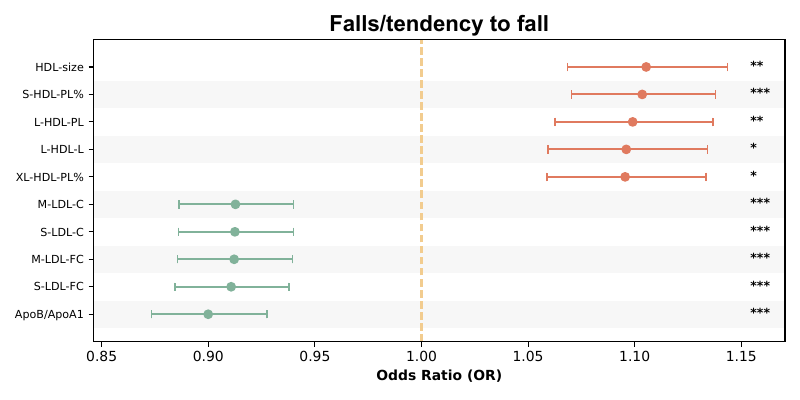 Falls/tendency to fall
HDL-size **
S-HDL-PL% ***
L-HDL-PL **
L-HDL-L *
XL-HDL-PL% *
M-LDL-C ***
S-LDL-C ***
M-LDL-FC ***
S-LDL-FC ***
ApoB/ApoA1 ***
0.85 0.90 0.95 1.00 1.05 1.10 1.15
Odds Ratio (OR)